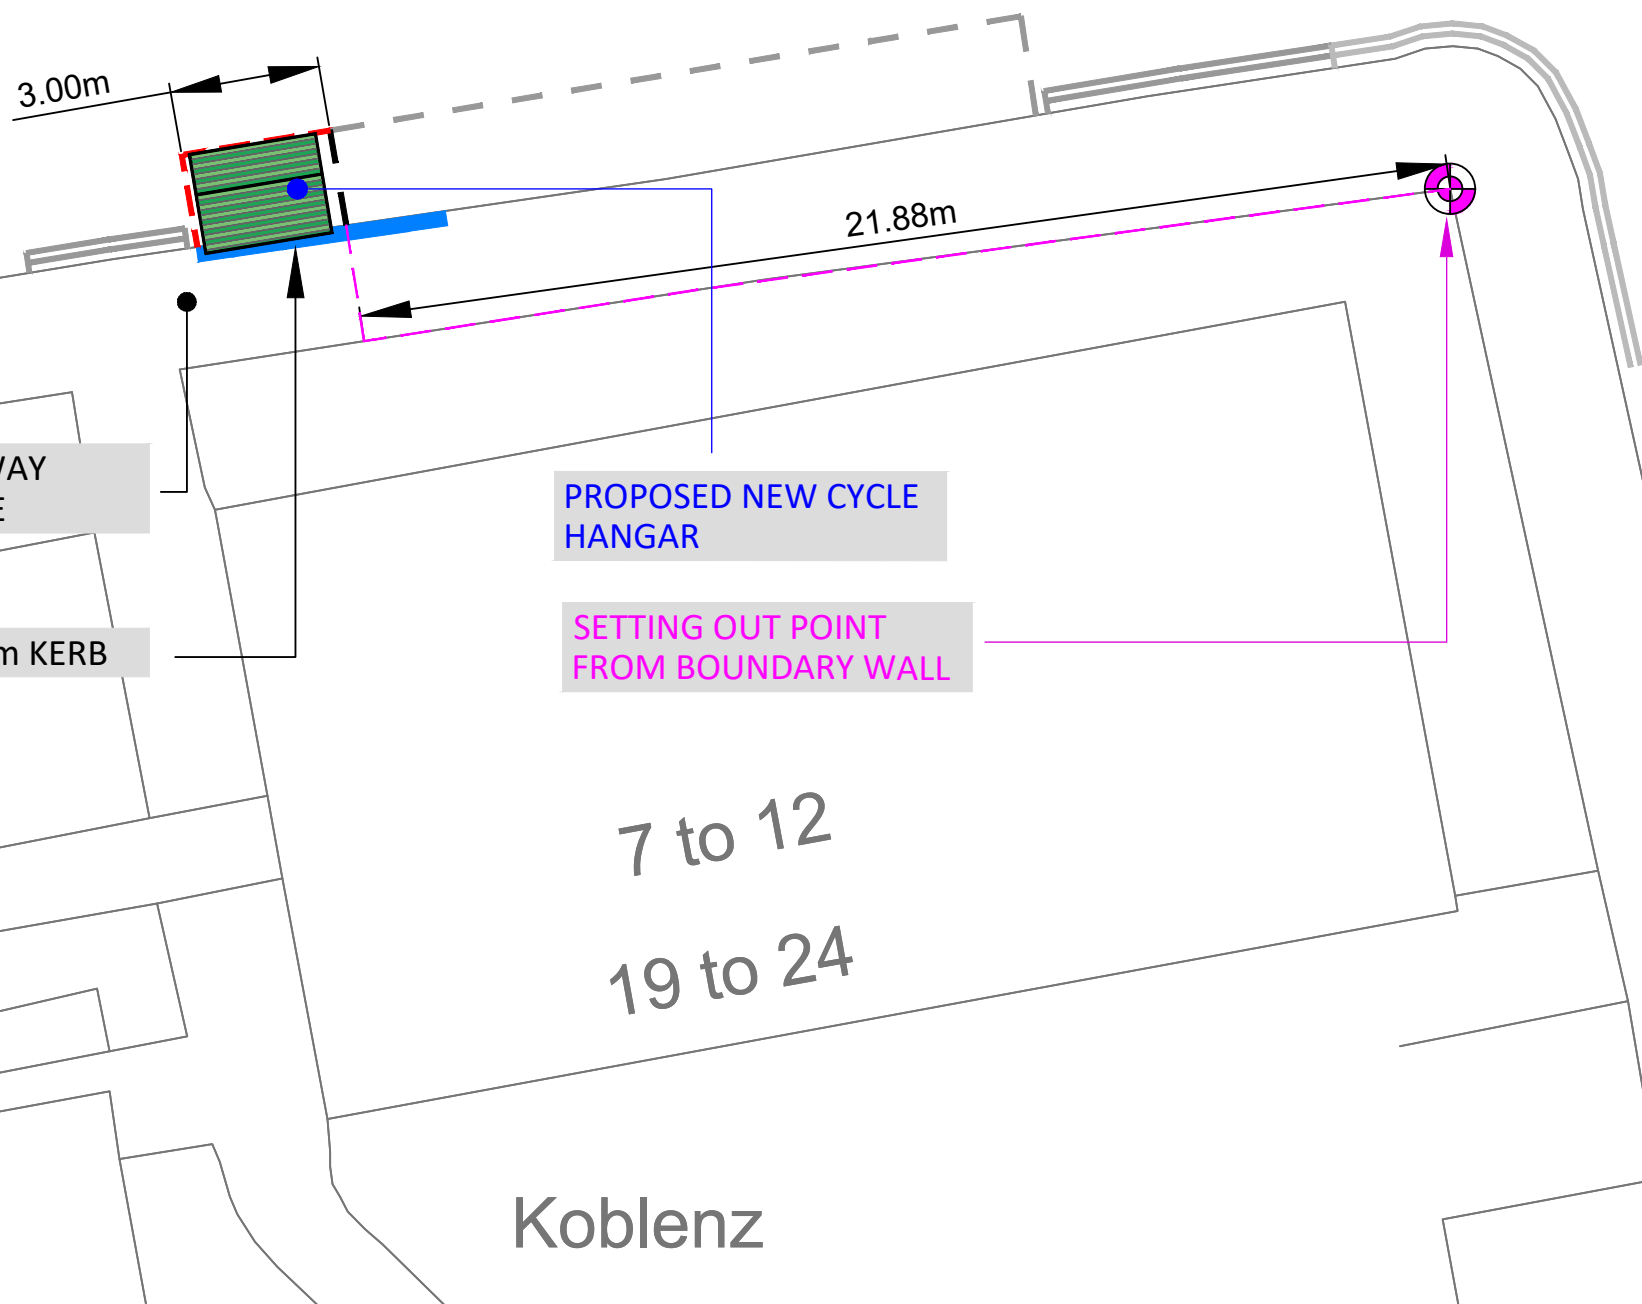 3.00m
21.88m
WAY
E
PROPOSED NEW CYCLE
HANGAR
SETTING OUT POINT
FROM BOUNDARY WALL
m KERB
7 to 12
19 to 24
Koblenz